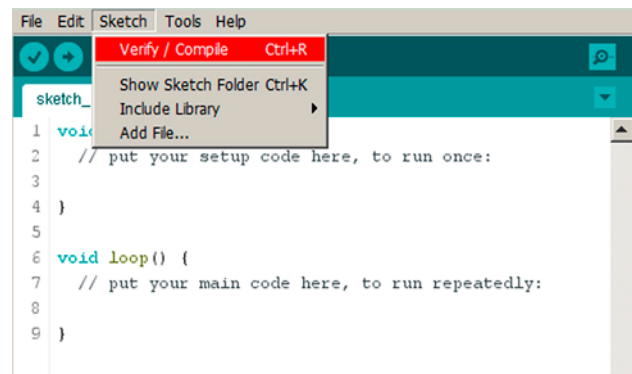 File Edit Sketch Tools Help
Verify / Compile Ctrl+R
Show Sketch Folder Ctrl+K
sketch_
Include Library
Add File...
1 void
2 // put your setup code here, to run once:
3
4 }
5
6 void loop() {
7 // put your main code here, to run repeatedly:
8
9 }